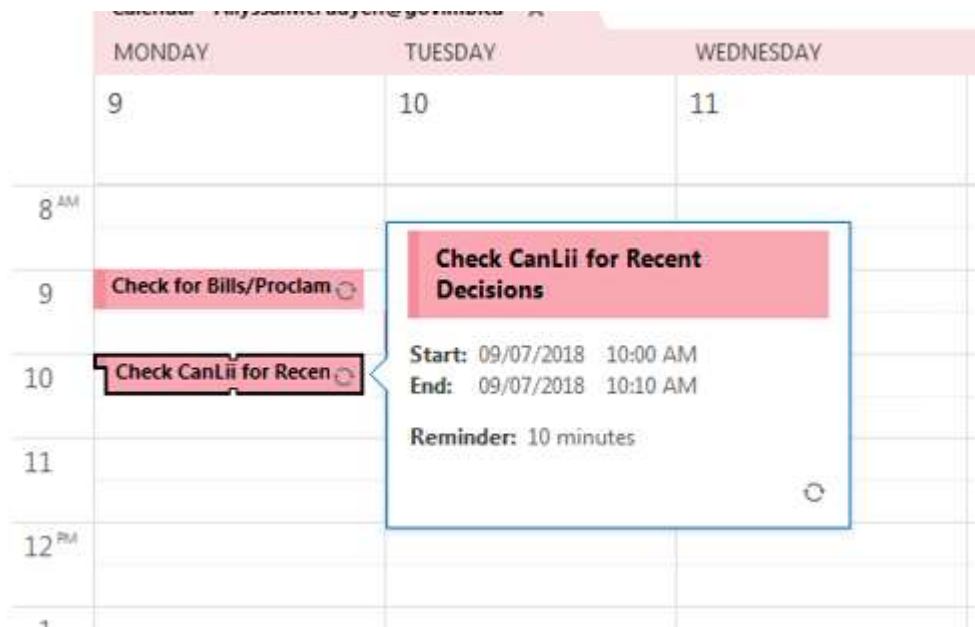 MONDAY TUESDAY WEDNESDAY
9 10 11
8 AM
9 Check for Bills/Proclam
10 Check CanLii for Recen
11
12 PM
Check CanLii for Recent
Decisions
Start: 09/07/2018 10:00 AM
End: 09/07/2018 10:10 AM
Reminder: 10 minutes